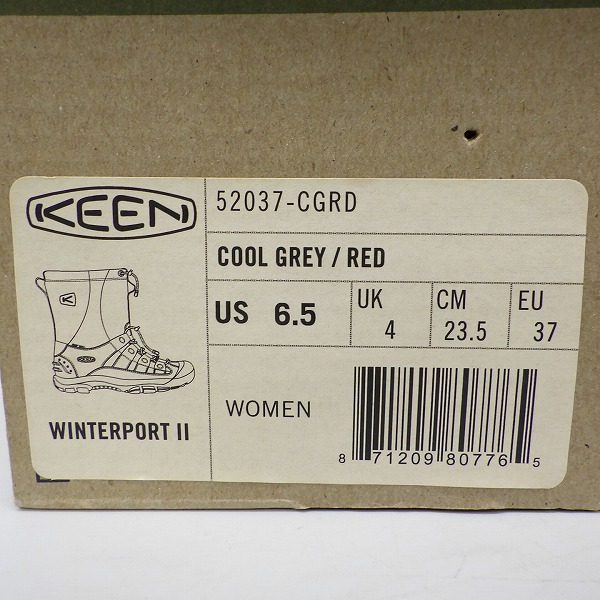 KEEN
52037-CGRD
COOL GREY / RED
US 6.5
UK 4
CM 23.5
EU 37
WOMEN
WINTERPORT II
8 71209 80776 5